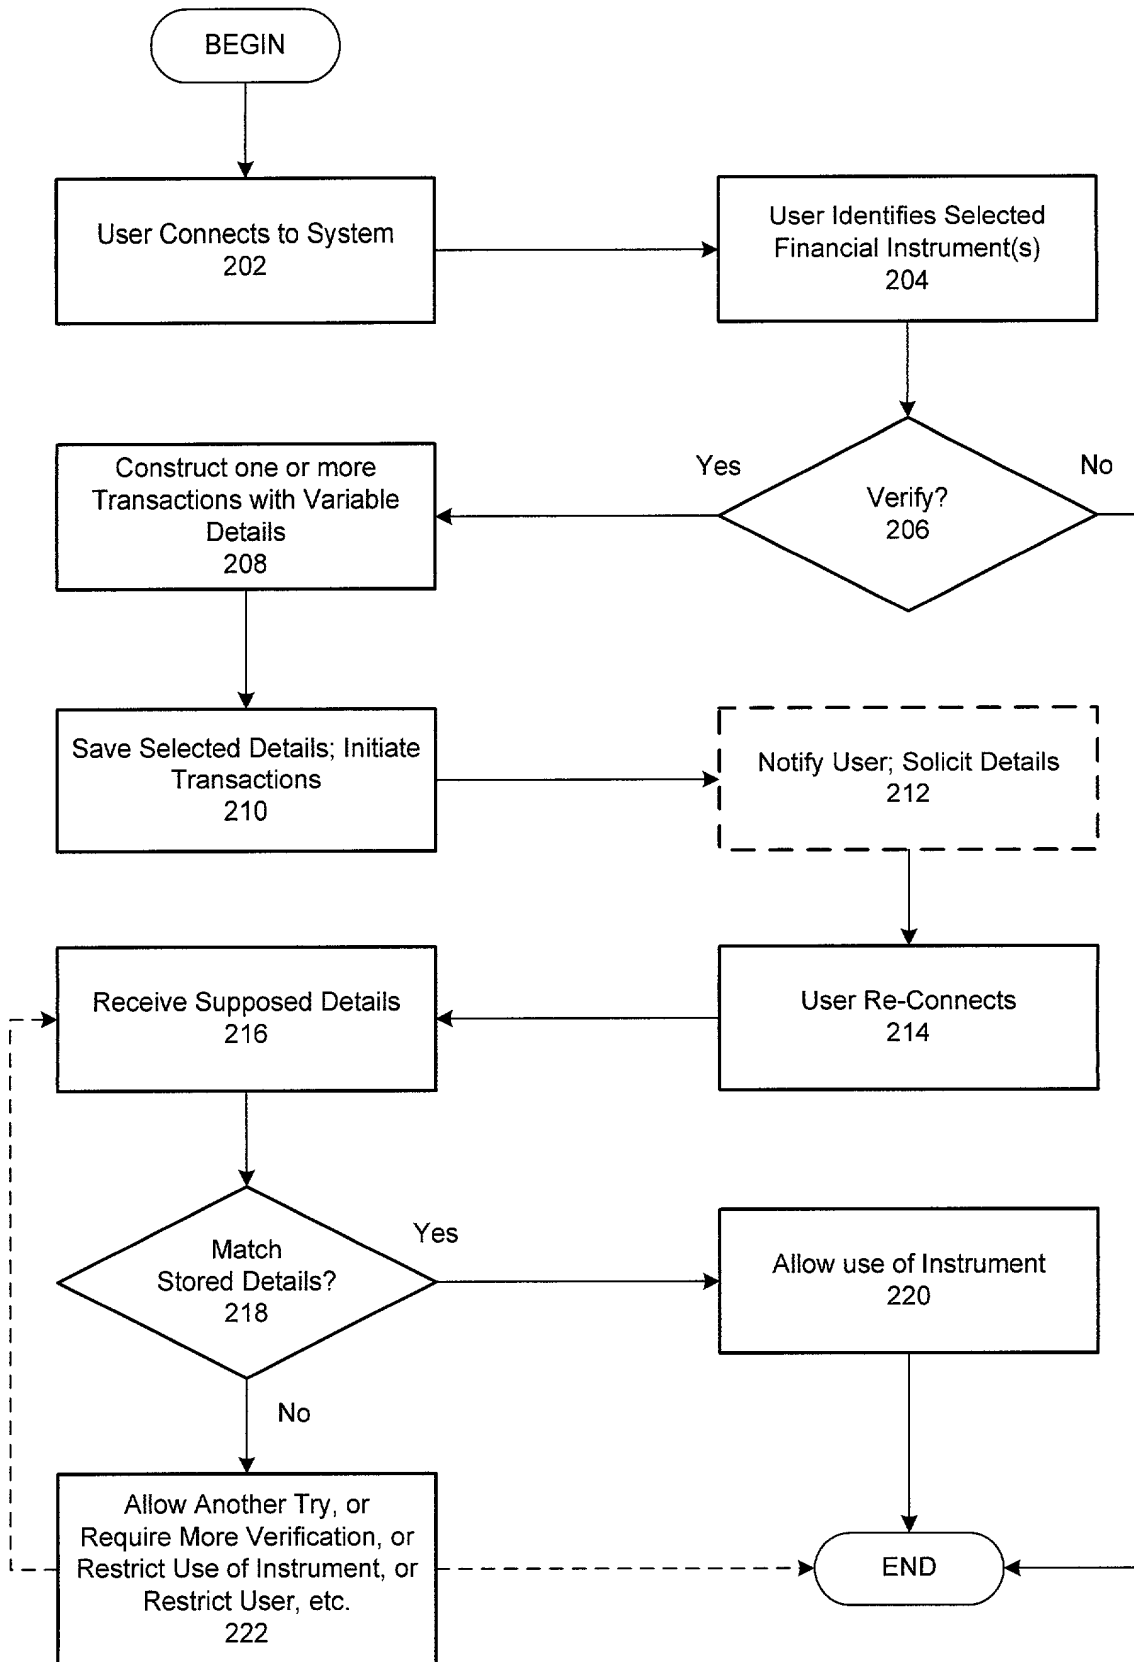 BEGIN
User Connects to System
202
User Identifies Selected
Financial Instrument(s)
204
Verify?
206
Yes
No
Construct one or more
Transactions with Variable
Details
208
Save Selected Details; Initiate
Transactions
210
Notify User; Solicit Details
212
User Re-Connects
214
Receive Supposed Details
216
Match
Stored Details?
218
Yes
No
Allow use of Instrument
220
Allow Another Try, or
Require More Verification, or
Restrict Use of Instrument, or
Restrict User, etc.
222
END